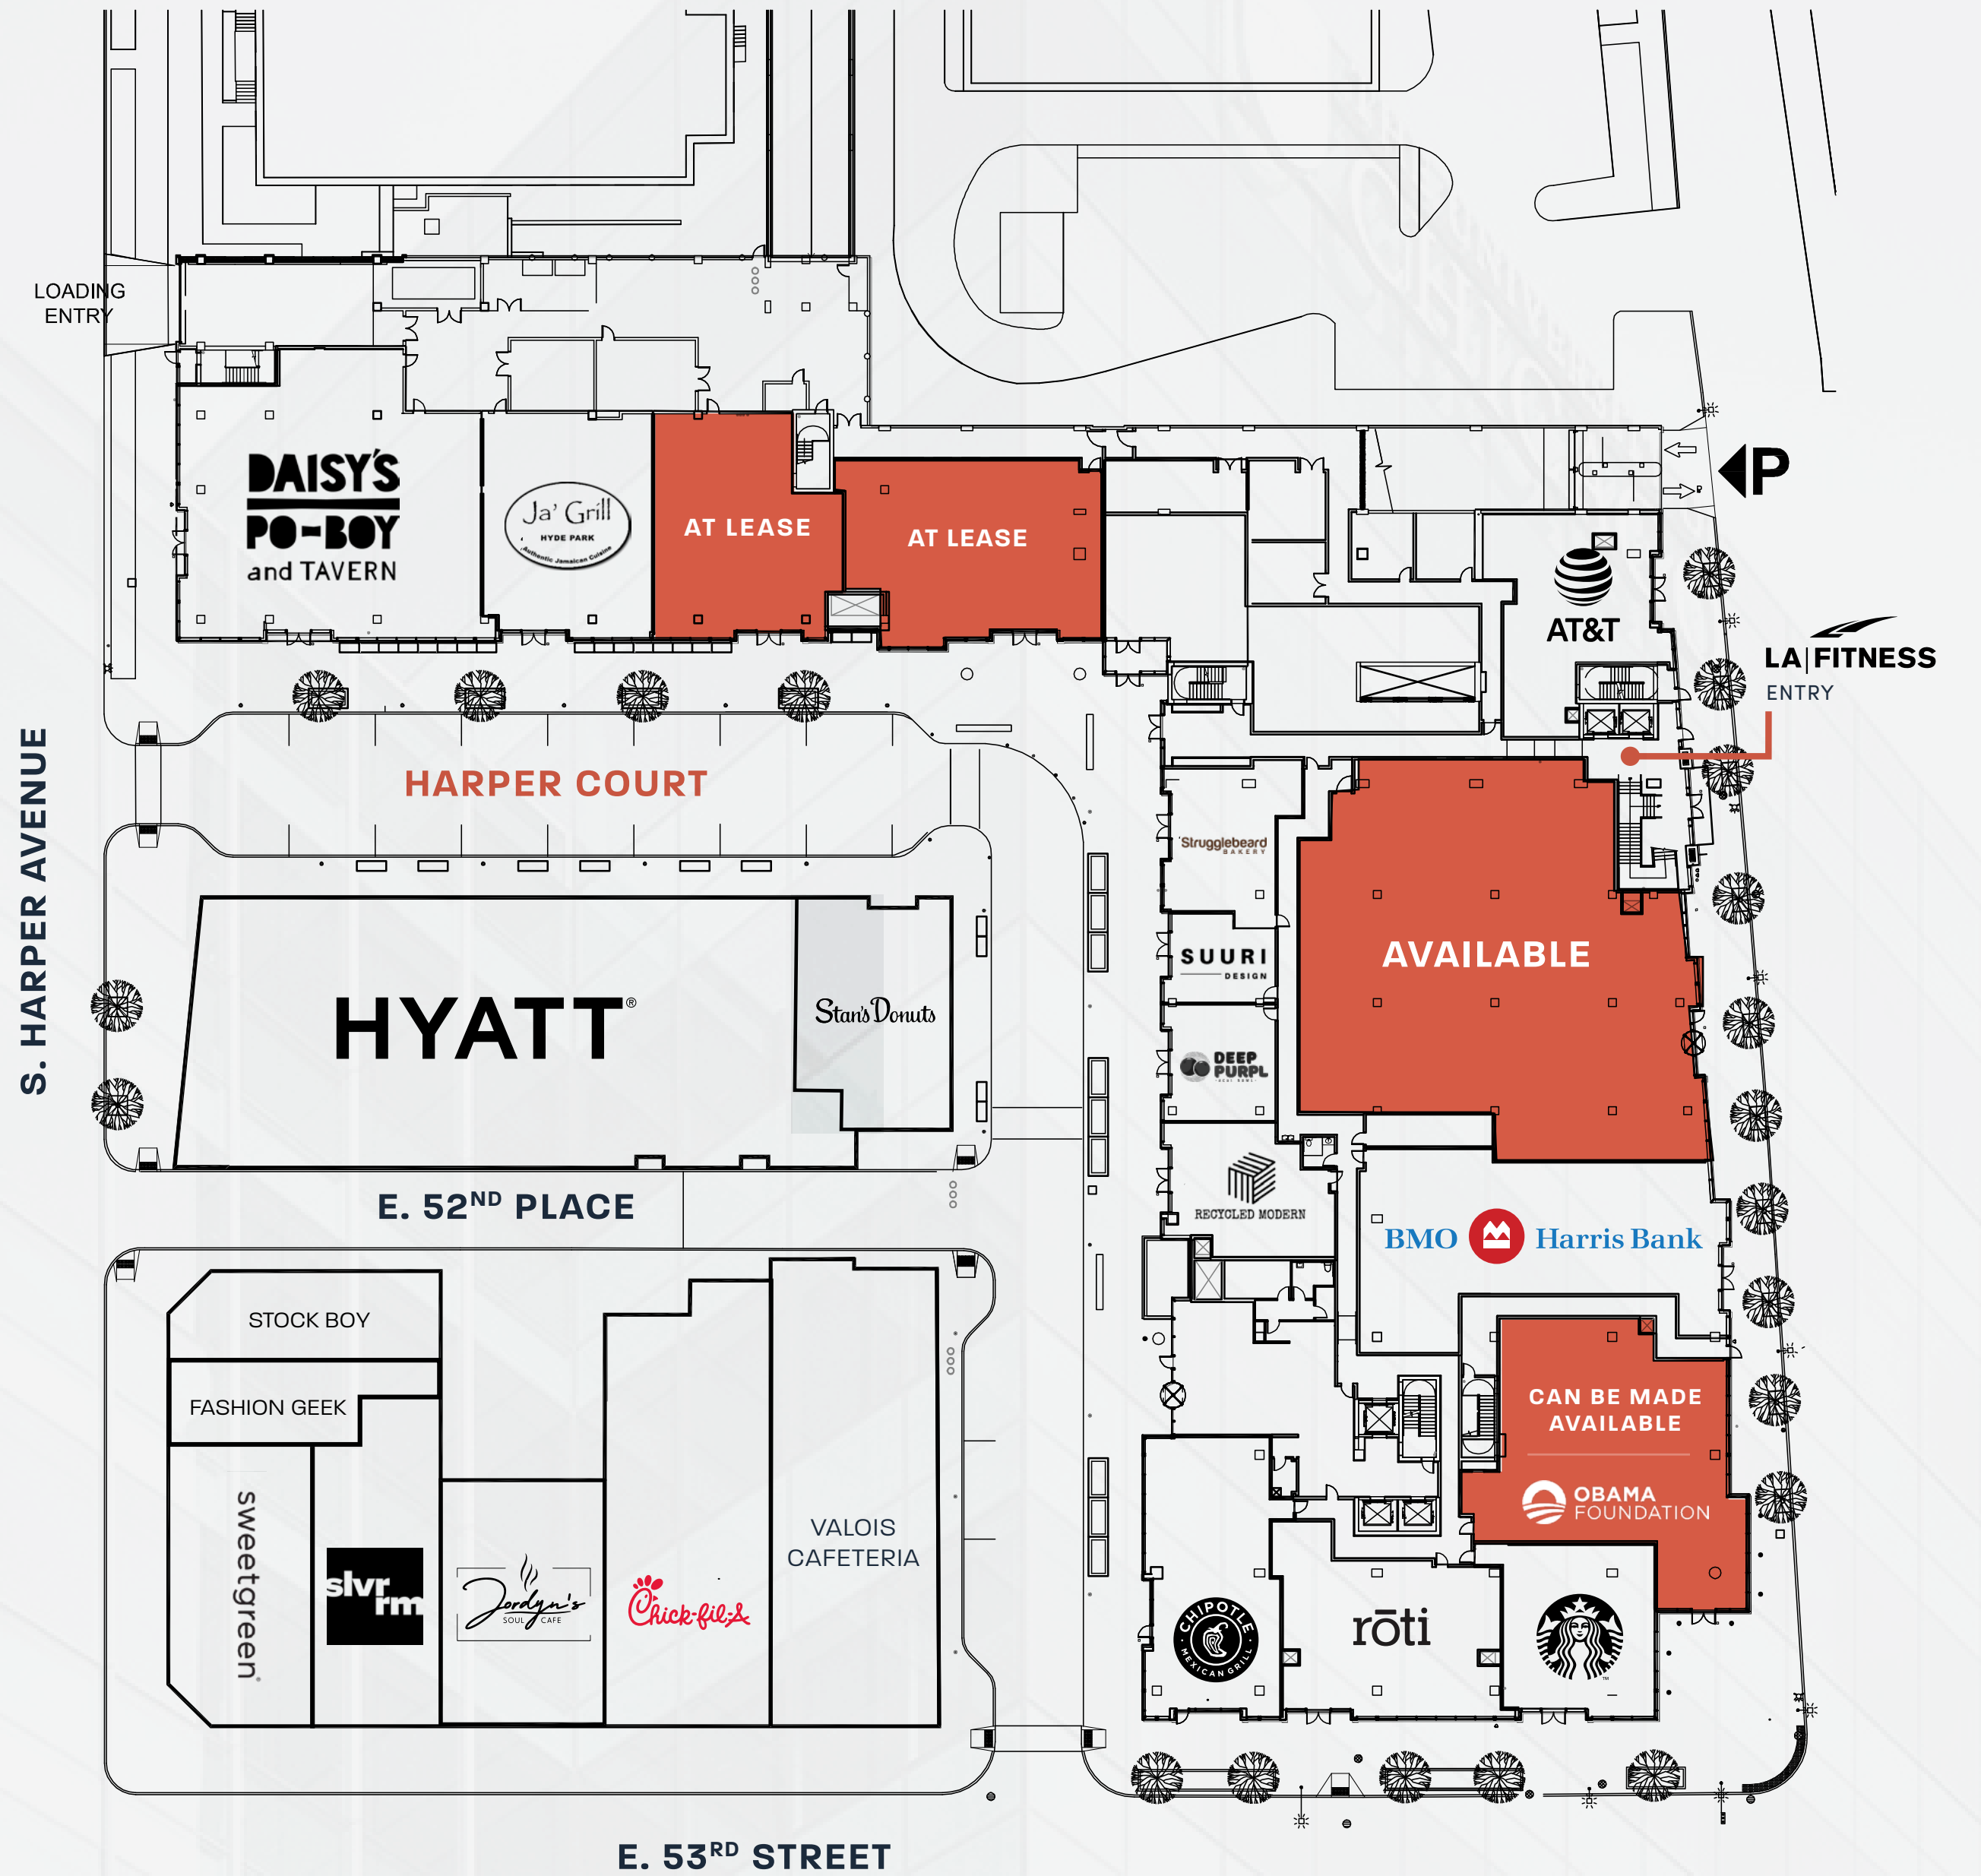 LOADING
ENTRY
DAISY'S
PO-BOY
and TAVERN
Ja' Grill
HYDE PARK
Authentic Jamaican Cuisine
AT LEASE
AT LEASE
P
AT&T
LA|FITNESS
ENTRY
S. HARPER AVENUE
HARPER COURT
Strugglebeard
BAKERY
SUURI
DESIGN
AVAILABLE
HYATT®
Stan's Donuts
DEEP
PURPL
E. 52ND PLACE
RECYCLED MODERN
BMO Harris Bank
STOCK BOY
FASHION GEEK
CAN BE MADE
AVAILABLE
OBAMA
FOUNDATION
sweetgreen
slvr
rm
Jordyn's
SOUL CAFE
Chick-fil-A
VALOIS
CAFETERIA
CHIPOTLE
MEXICAN GRILL
rōti
E. 53RD STREET